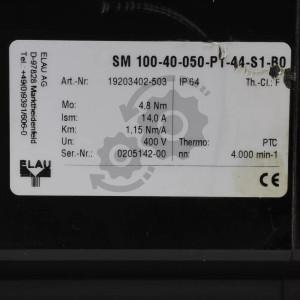 ELAU AG
D-97828 Marktheidenfeld
Tel.: +49(0)9391/606-0
SM 100-40-050-P1-44-S1-B0
Art.-Nr: 19203402-503 IP 64 Th.-Cl.: F
Mo: 4,8 Nm
Ism: 14,0 A
Km: 1,15 Nm/A
Un: 400 V Thermo: PTC
Ser.-Nr.: 0205142-00 nn: 4.000 min-1
ELAU
CE